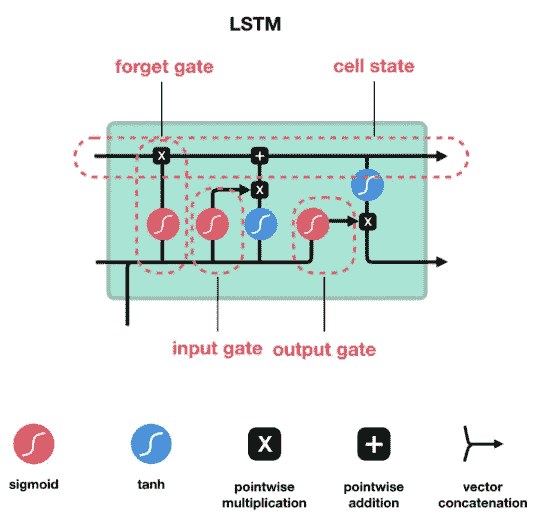 LSTM
forget gate
cell state
x
+
x
x
input gate
output gate
X
+
sigmoid
tanh
pointwise
multiplication
pointwise
addition
vector
concatenation